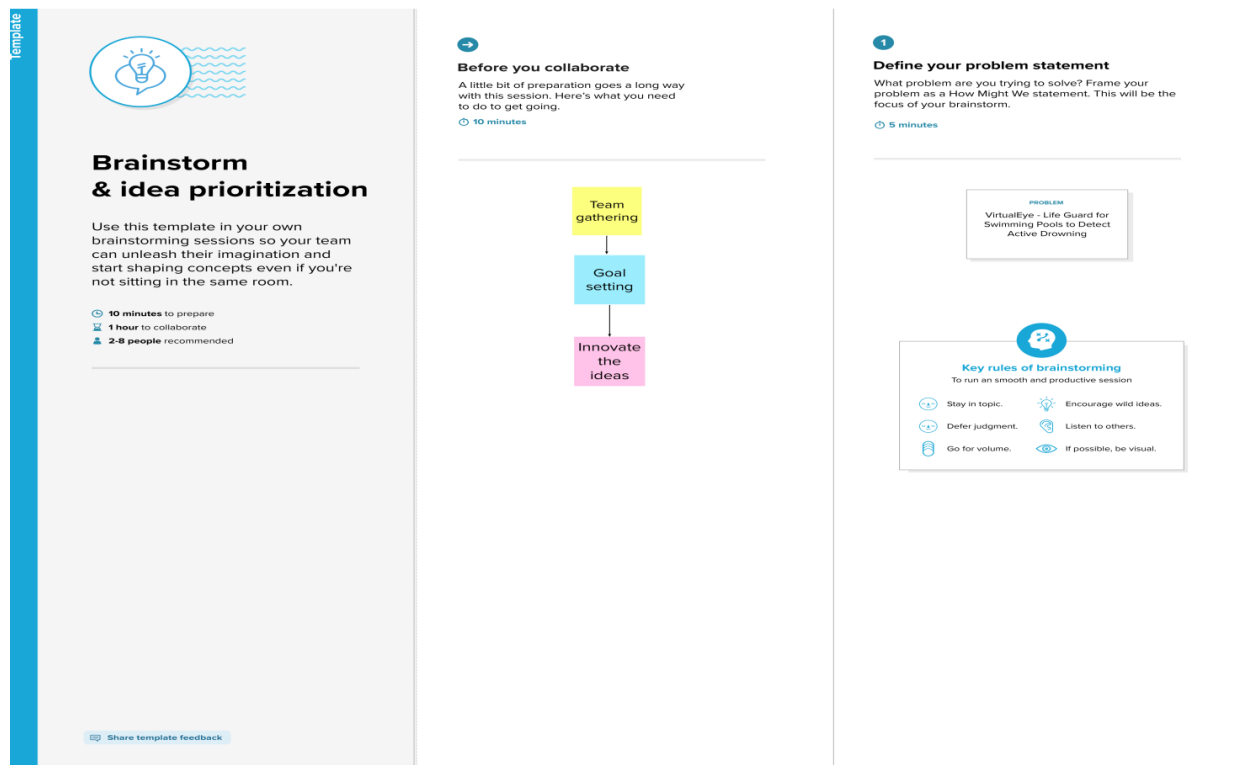 Template
Brainstorm
& idea prioritization
Use this template in your own
brainstorming sessions so your team
can unleash their imagination and
start shaping concepts even if you're
not sitting in the same room.
10 minutes to prepare
1 hour to collaborate
2-8 people recommended
Share template feedback
Before you collaborate
A little bit of preparation goes a long way
with this session. Here's what you need
to do to get going.
10 minutes
Team
gathering
Goal
setting
Innovate
the
ideas
1
Define your problem statement
What problem are you trying to solve? Frame your
problem as a How Might We statement. This will be the
focus of your brainstorm.
5 minutes
PROBLEM
VirtualEye - Life Guard for
Swimming Pools to Detect
Active Drowning
Key rules of brainstorming
To run an smooth and productive session
Stay in topic.
Encourage wild ideas.
Defer judgment.
Listen to others.
Go for volume.
If possible, be visual.